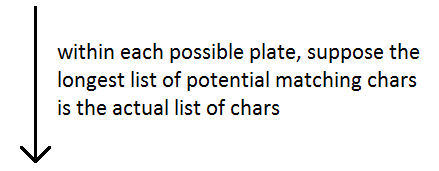 within each possible plate, suppose the
longest list of potential matching chars
is the actual list of chars